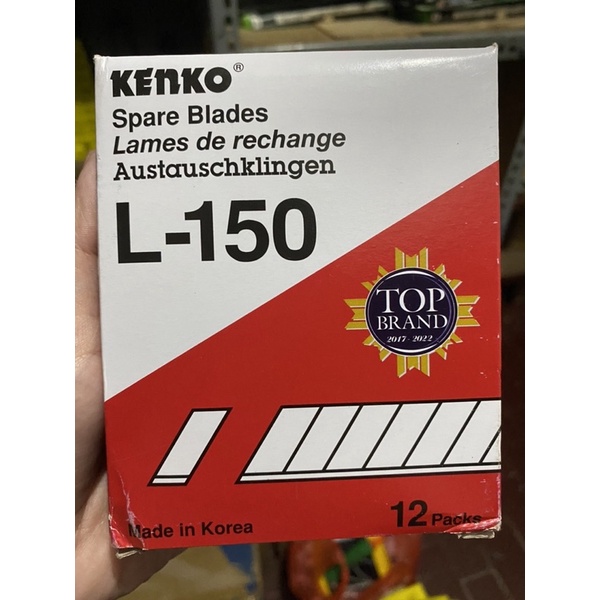 KENKO®
Spare Blades
Lames de rechange
Austauschklingen
L-150
TOP
BRAND
2017 - 2022
Made in Korea
12 Packs